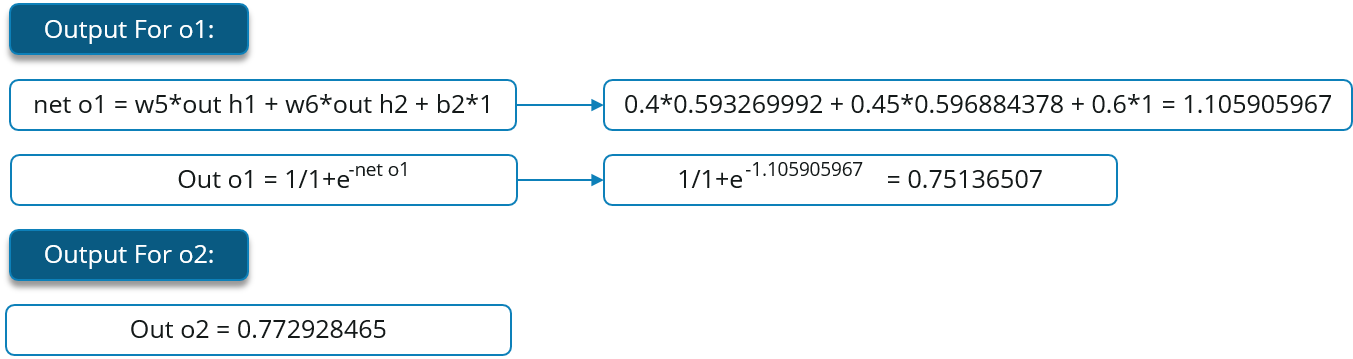 Output For o1:
net o1 = w5*out h1 + w6*out h2 + b2*1
0.4*0.593269992 + 0.45*0.596884378 + 0.6*1 = 1.105905967
Out o1 = 1/1+e-net o1
1/1+e-1.105905967 = 0.75136507
Output For o2:
Out o2 = 0.772928465